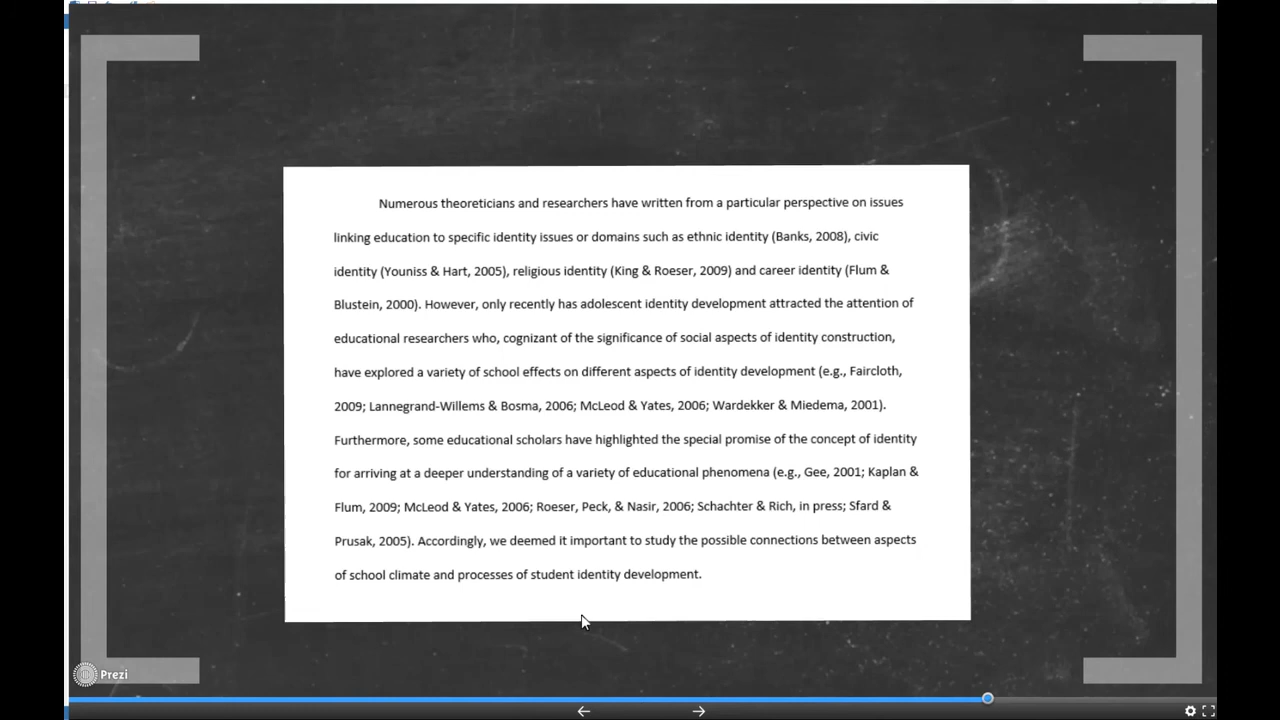 Numerous theoreticians and researchers have written from a particular perspective on issues
linking education to specific identity issues or domains such as ethnic identity (Banks, 2008), civic
identity (Youniss & Hart, 2005), religious identity (King & Roeser, 2009) and career identity (Flum &
Blustein, 2000). However, only recently has adolescent identity development attracted the attention of
educational researchers who, cognizant of the significance of social aspects of identity construction,
have explored a variety of school effects on different aspects of identity development (e.g., Faircloth,
2009; Lannegrand-Willems & Bosma, 2006; McLeod & Yates, 2006; Wardekker & Miedema, 2001).
Furthermore, some educational scholars have highlighted the special promise of the concept of identity
for arriving at a deeper understanding of a variety of educational phenomena (e.g., Gee, 2001; Kaplan &
Flum, 2009; McLeod & Yates, 2006; Roeser, Peck, & Nasir, 2006; Schachter & Rich, in press; Sfard &
Prusak, 2005). Accordingly, we deemed it important to study the possible connections between aspects
of school climate and processes of student identity development.
Prezi